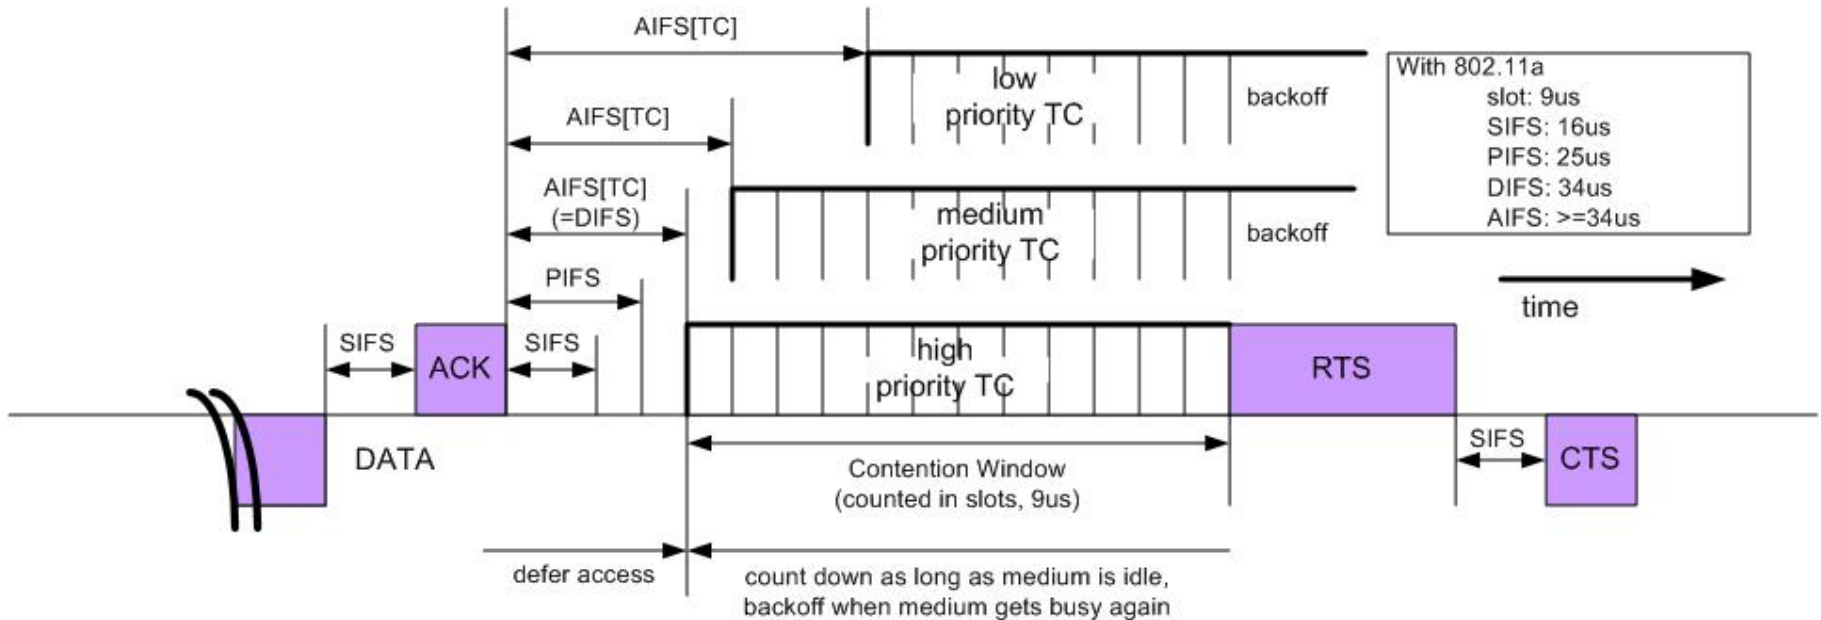 AIFS[TC]
low
priority TC
backoff
With 802.11a
slot: 9us
SIFS: 16us
PIFS: 25us
DIFS: 34us
AIFS: >=34us
AIFS[TC]
AIFS[TC]
(=DIFS)
medium
priority TC
backoff
PIFS
time
SIFS
ACK
SIFS
high
priority TC
RTS
DATA
Contention Window
(counted in slots, 9us)
SIFS
CTS
defer access
count down as long as medium is idle,
backoff when medium gets busy again